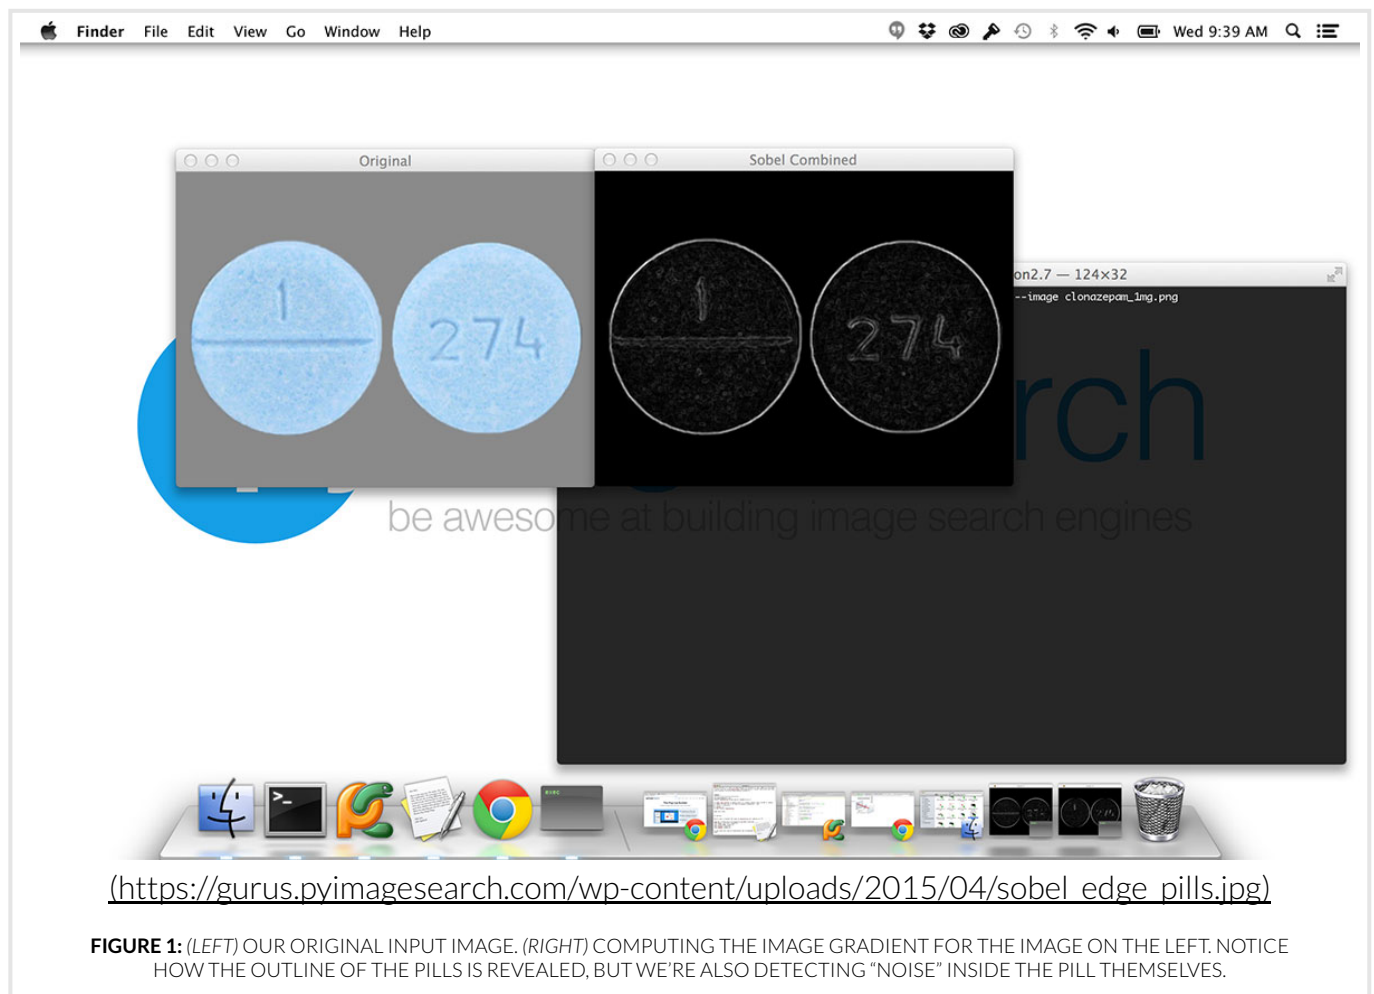 Finder File Edit View Go Window Help Wed 9:39 AM
Original
Sobel Combined
1
274
1
274
on2.7 — 124×32
--image clonazepam_1mg.png
rch
be awesome at building image search engines
(https://gurus.pyimagesearch.com/wp-content/uploads/2015/04/sobel_edge_pills.jpg)
FIGURE 1: (LEFT) OUR ORIGINAL INPUT IMAGE. (RIGHT) COMPUTING THE IMAGE GRADIENT FOR THE IMAGE ON THE LEFT. NOTICE
HOW THE OUTLINE OF THE PILLS IS REVEALED, BUT WE'RE ALSO DETECTING “NOISE” INSIDE THE PILL THEMSELVES.